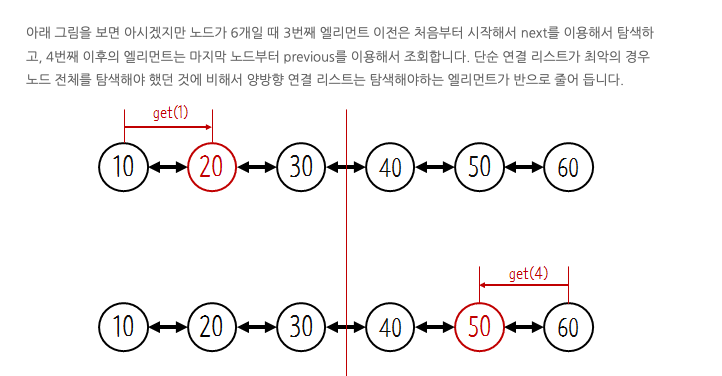 아래 그림을 보면 아시겠지만 노드가 6개일 때 3번째 엘리먼트 이전은 처음부터 시작해서 next를 이용해서 탐색하
고, 4번째 이후의 엘리먼트는 마지막 노드부터 previous를 이용해서 조회합니다. 단순 연결 리스트가 최악의 경우
노드 전체를 탐색해야 했던 것에 비해서 양방향 연결 리스트는 탐색해야하는 엘리먼트가 반으로 줄어 듭니다.
get(1)
10 20 30 40 50 60
get(4)
10 20 30 40 50 60